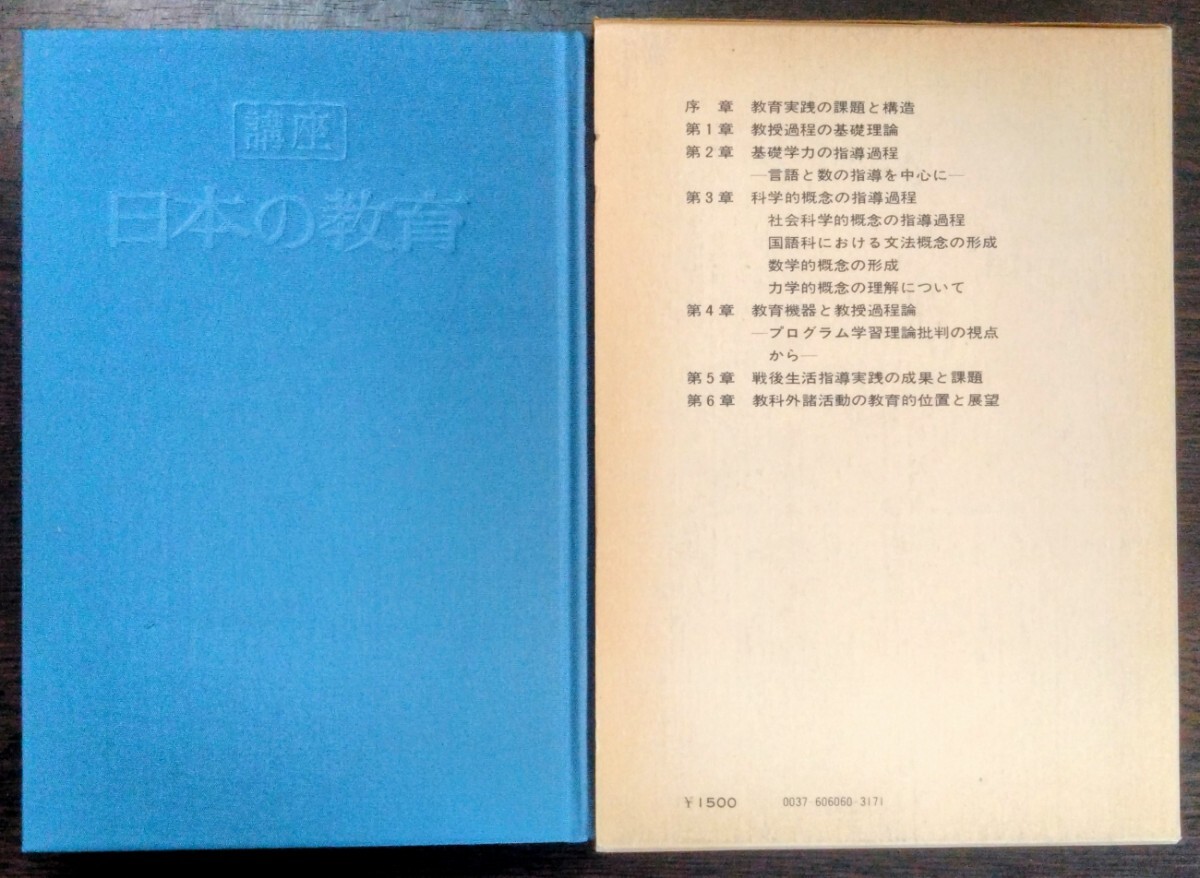 講座
日本の教育
序　章　教育実践の課題と構造
第1章　教授過程の基礎理論
第2章　基礎学力の指導過程
―言語と数の指導を中心に―
第3章　科学的概念の指導過程
社会科学的概念の指導過程
国語科における文法概念の形成
数学的概念の形成
力学的概念の理解について
第4章　教育機器と教授過程論
―プログラム学習理論批判の視点
から―
第5章　戦後生活指導実践の成果と課題
第6章　教科外諸活動の教育的位置と展望
¥1500　0037-606060-3171